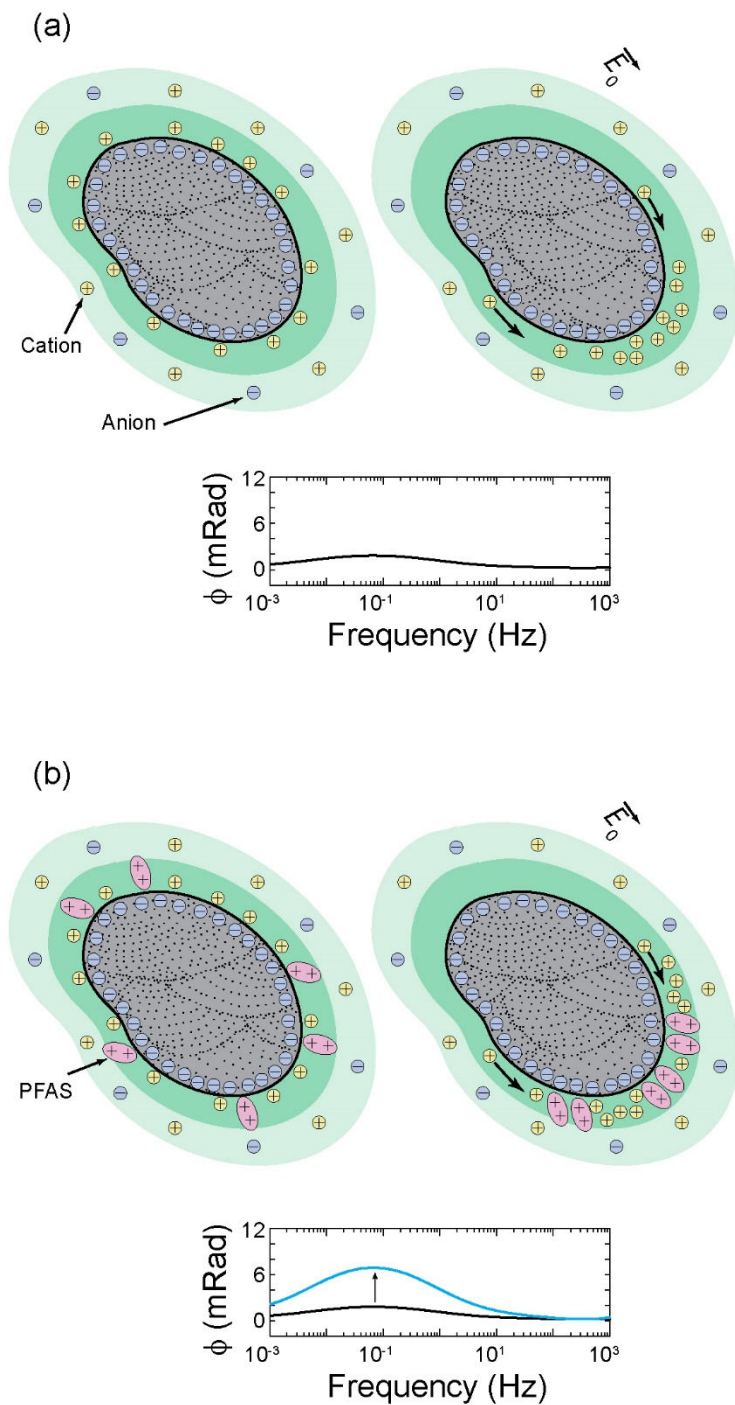 (a)
E₀
Cation
Anion
12
6
0
ϕ (mRad)
10⁻³ 10⁻¹ 10¹ 10³
Frequency (Hz)
(b)
E₀
PFAS
12
6
0
ϕ (mRad)
10⁻³ 10⁻¹ 10¹ 10³
Frequency (Hz)